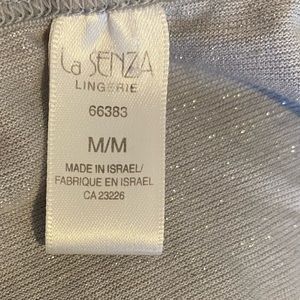 La SENZA
LINGERIE
66383
M/M
MADE IN ISRAEL/
FABRIQUE EN ISRAEL
CA 23226